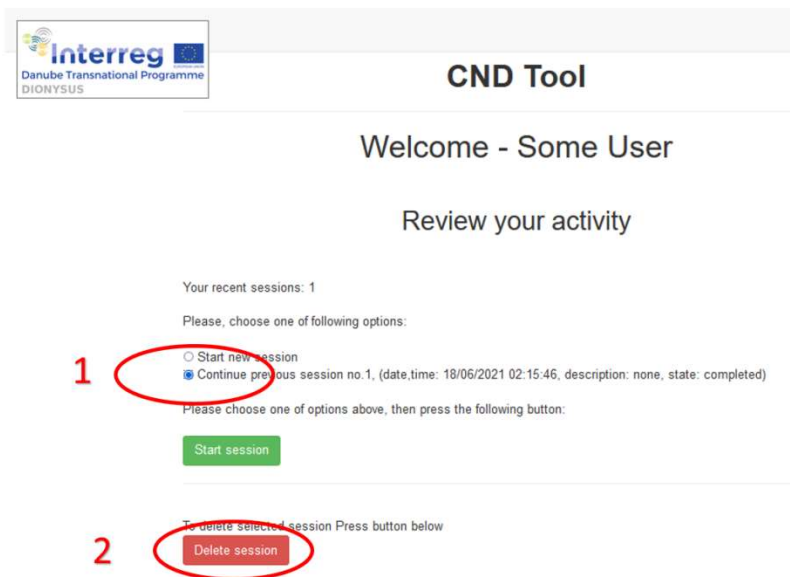 Interreg
EUROPEAN UNION
Danube Transnational Programme
DIONYSUS
CND Tool
Welcome - Some User
Review your activity
Your recent sessions: 1
Please, choose one of following options:
Start new session
1
Continue previous session no.1, (date,time: 18/06/2021 02:15:46, description: none, state: completed)
Please choose one of options above, then press the following button:
Start session
To delete selected session Press button below
2
Delete session